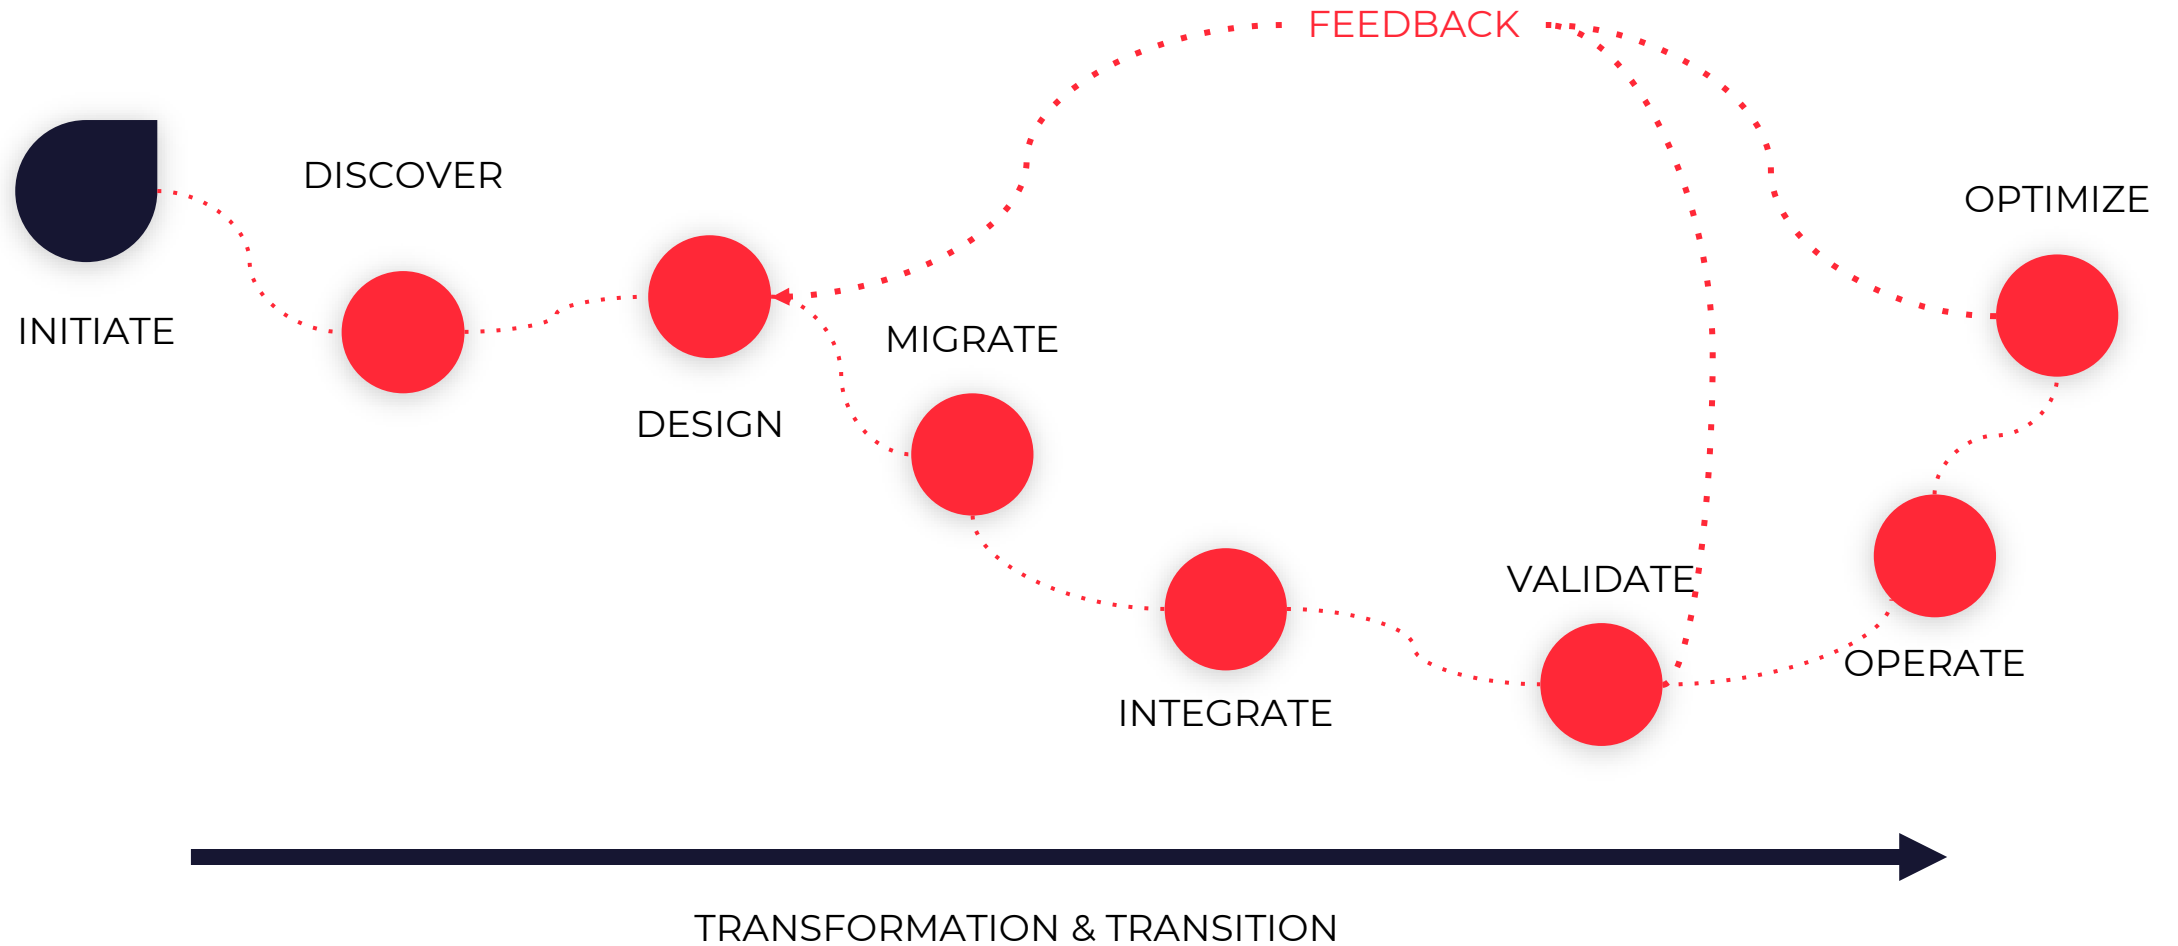 FEEDBACK
DISCOVER
OPTIMIZE
INITIATE
MIGRATE
DESIGN
VALIDATE
OPERATE
INTEGRATE
TRANSFORMATION & TRANSITION